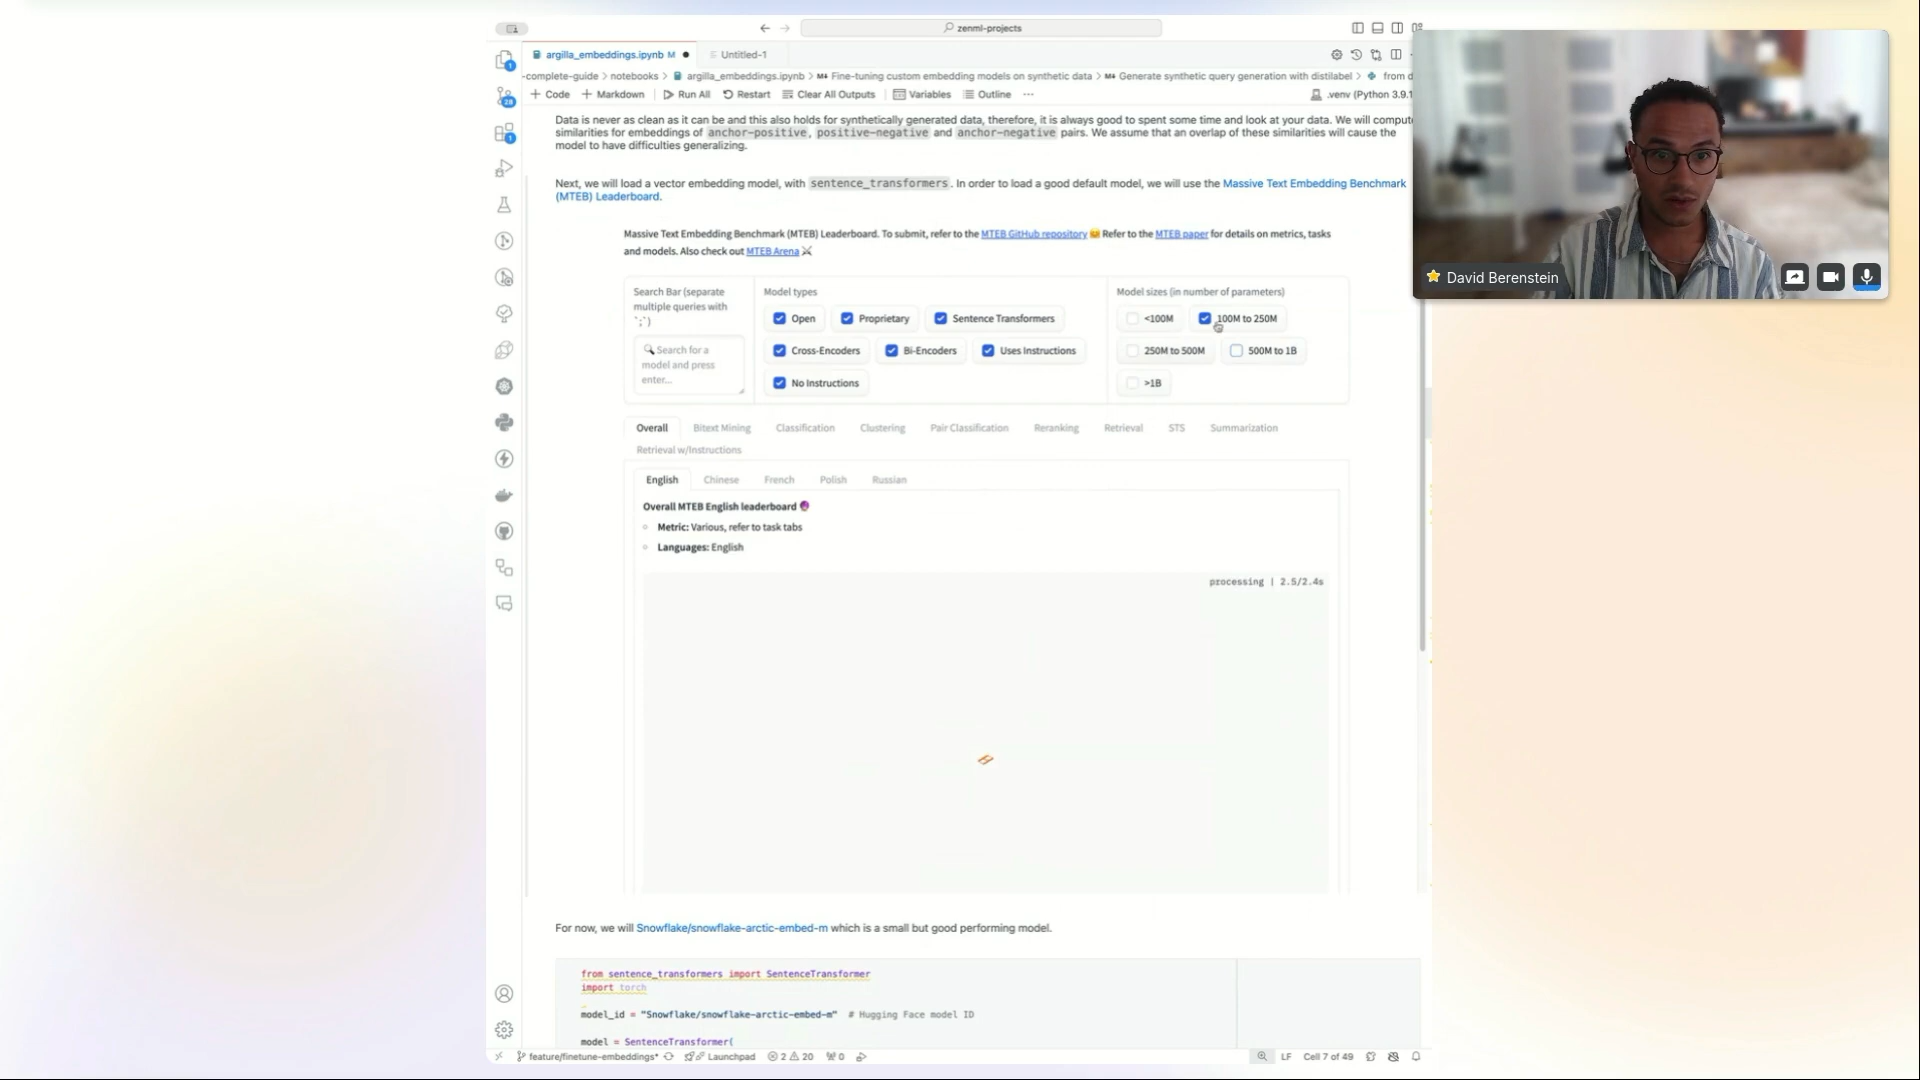 zenml-projects
argilla_embeddings.ipynb M
Untitled-1
-complete-guide > notebooks > argilla_embeddings.ipynb > M↓ Fine-tuning custom embedding models on synthetic data > M↓ Generate synthetic query generation with distilabel > from d
+ Code + Markdown Run All Restart Clear All Outputs Variables Outline ··· .venv (Python 3.9.1
Data is never as clean as it can be and this also holds for synthetically generated data, therefore, it is always good to spent some time and look at your data. We will compute
similarities for embeddings of anchor-positive, positive-negative and anchor-negative pairs. We assume that an overlap of these similarities will cause the
model to have difficulties generalizing.
Next, we will load a vector embedding model, with sentence_transformers. In order to load a good default model, we will use the Massive Text Embedding Benchmark
(MTEB) Leaderboard.
Massive Text Embedding Benchmark (MTEB) Leaderboard. To submit, refer to the MTEB GitHub repository 🤗 Refer to the MTEB paper for details on metrics, tasks
and models. Also check out MTEB Arena ⚔
Search Bar (separate
multiple queries with
`;`)
🔍 Search for a
model and press
enter...
Model types
Open Proprietary Sentence Transformers
Cross-Encoders Bi-Encoders Uses Instructions
No Instructions
Model sizes (in number of parameters)
<100M 100M to 250M
250M to 500M 500M to 1B
>1B
Overall Bitext Mining Classification Clustering Pair Classification Reranking Retrieval STS Summarization
Retrieval w/Instructions
English Chinese French Polish Russian
Overall MTEB English leaderboard 🔮
Metric: Various, refer to task tabs
Languages: English
processing | 2.5/2.4s
For now, we will Snowflake/snowflake-arctic-embed-m which is a small but good performing model.
from sentence_transformers import SentenceTransformer
import torch
model_id = "Snowflake/snowflake-arctic-embed-m"  # Hugging Face model ID
model = SentenceTransformer(
feature/finetune-embeddings* Launchpad 2 20 0 LF Cell 7 of 49
1
28
1
David Berenstein